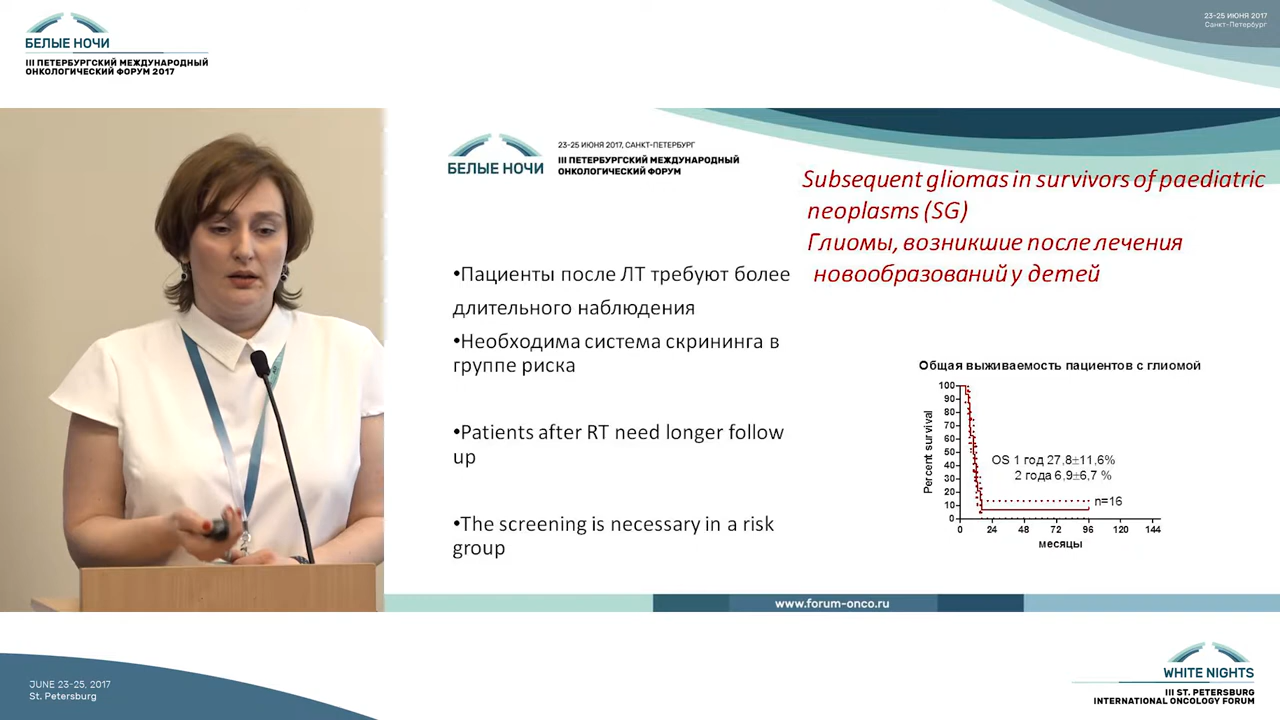 БЕЛЫЕ НОЧИ
III ПЕТЕРБУРГСКИЙ МЕЖДУНАРОДНЫЙ
ОНКОЛОГИЧЕСКИЙ ФОРУМ 2017
23-25 ИЮНЯ 2017
Санкт-Петербург
БЕЛЫЕ НОЧИ
23-25 ИЮНЯ 2017, САНКТ-ПЕТЕРБУРГ
III ПЕТЕРБУРГСКИЙ МЕЖДУНАРОДНЫЙ
ОНКОЛОГИЧЕСКИЙ ФОРУМ
Subsequent gliomas in survivors of paediatric
neoplasms (SG)
Глиомы, возникшие после лечения
новообразований у детей
•Пациенты после ЛТ требуют более
длительного наблюдения
•Необходима система скрининга в
группе риска
•Patients after RT need longer follow
up
•The screening is necessary in a risk
group
Общая выживаемость пациентов с глиомой
Percent survival
100
90
80
70
60
50
40
30
20
10
0
OS 1 год 27,8±11,6%
2 года 6,9±6,7 %
n=16
0 24 48 72 96 120 144
месяцы
www.forum-onco.ru
JUNE 23-25, 2017
St. Petersburg
WHITE NIGHTS
III ST. PETERSBURG
INTERNATIONAL ONCOLOGY FORUM